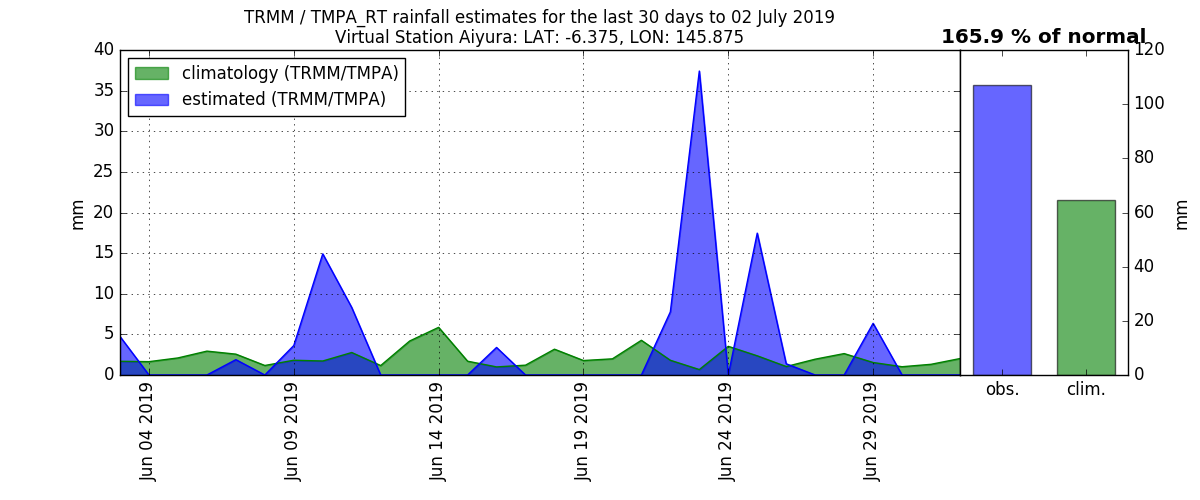 TRMM / TMPA_RT rainfall estimates for the last 30 days to 02 July 2019
Virtual Station Aiyura: LAT: -6.375, LON: 145.875
165.9 % of normal
climatology (TRMM/TMPA)
estimated (TRMM/TMPA)
40
35
30
25
20
15
10
5
0
mm
Jun 04 2019
Jun 09 2019
Jun 14 2019
Jun 19 2019
Jun 24 2019
Jun 29 2019
obs.
clim.
120
100
80
60
40
20
0
mm